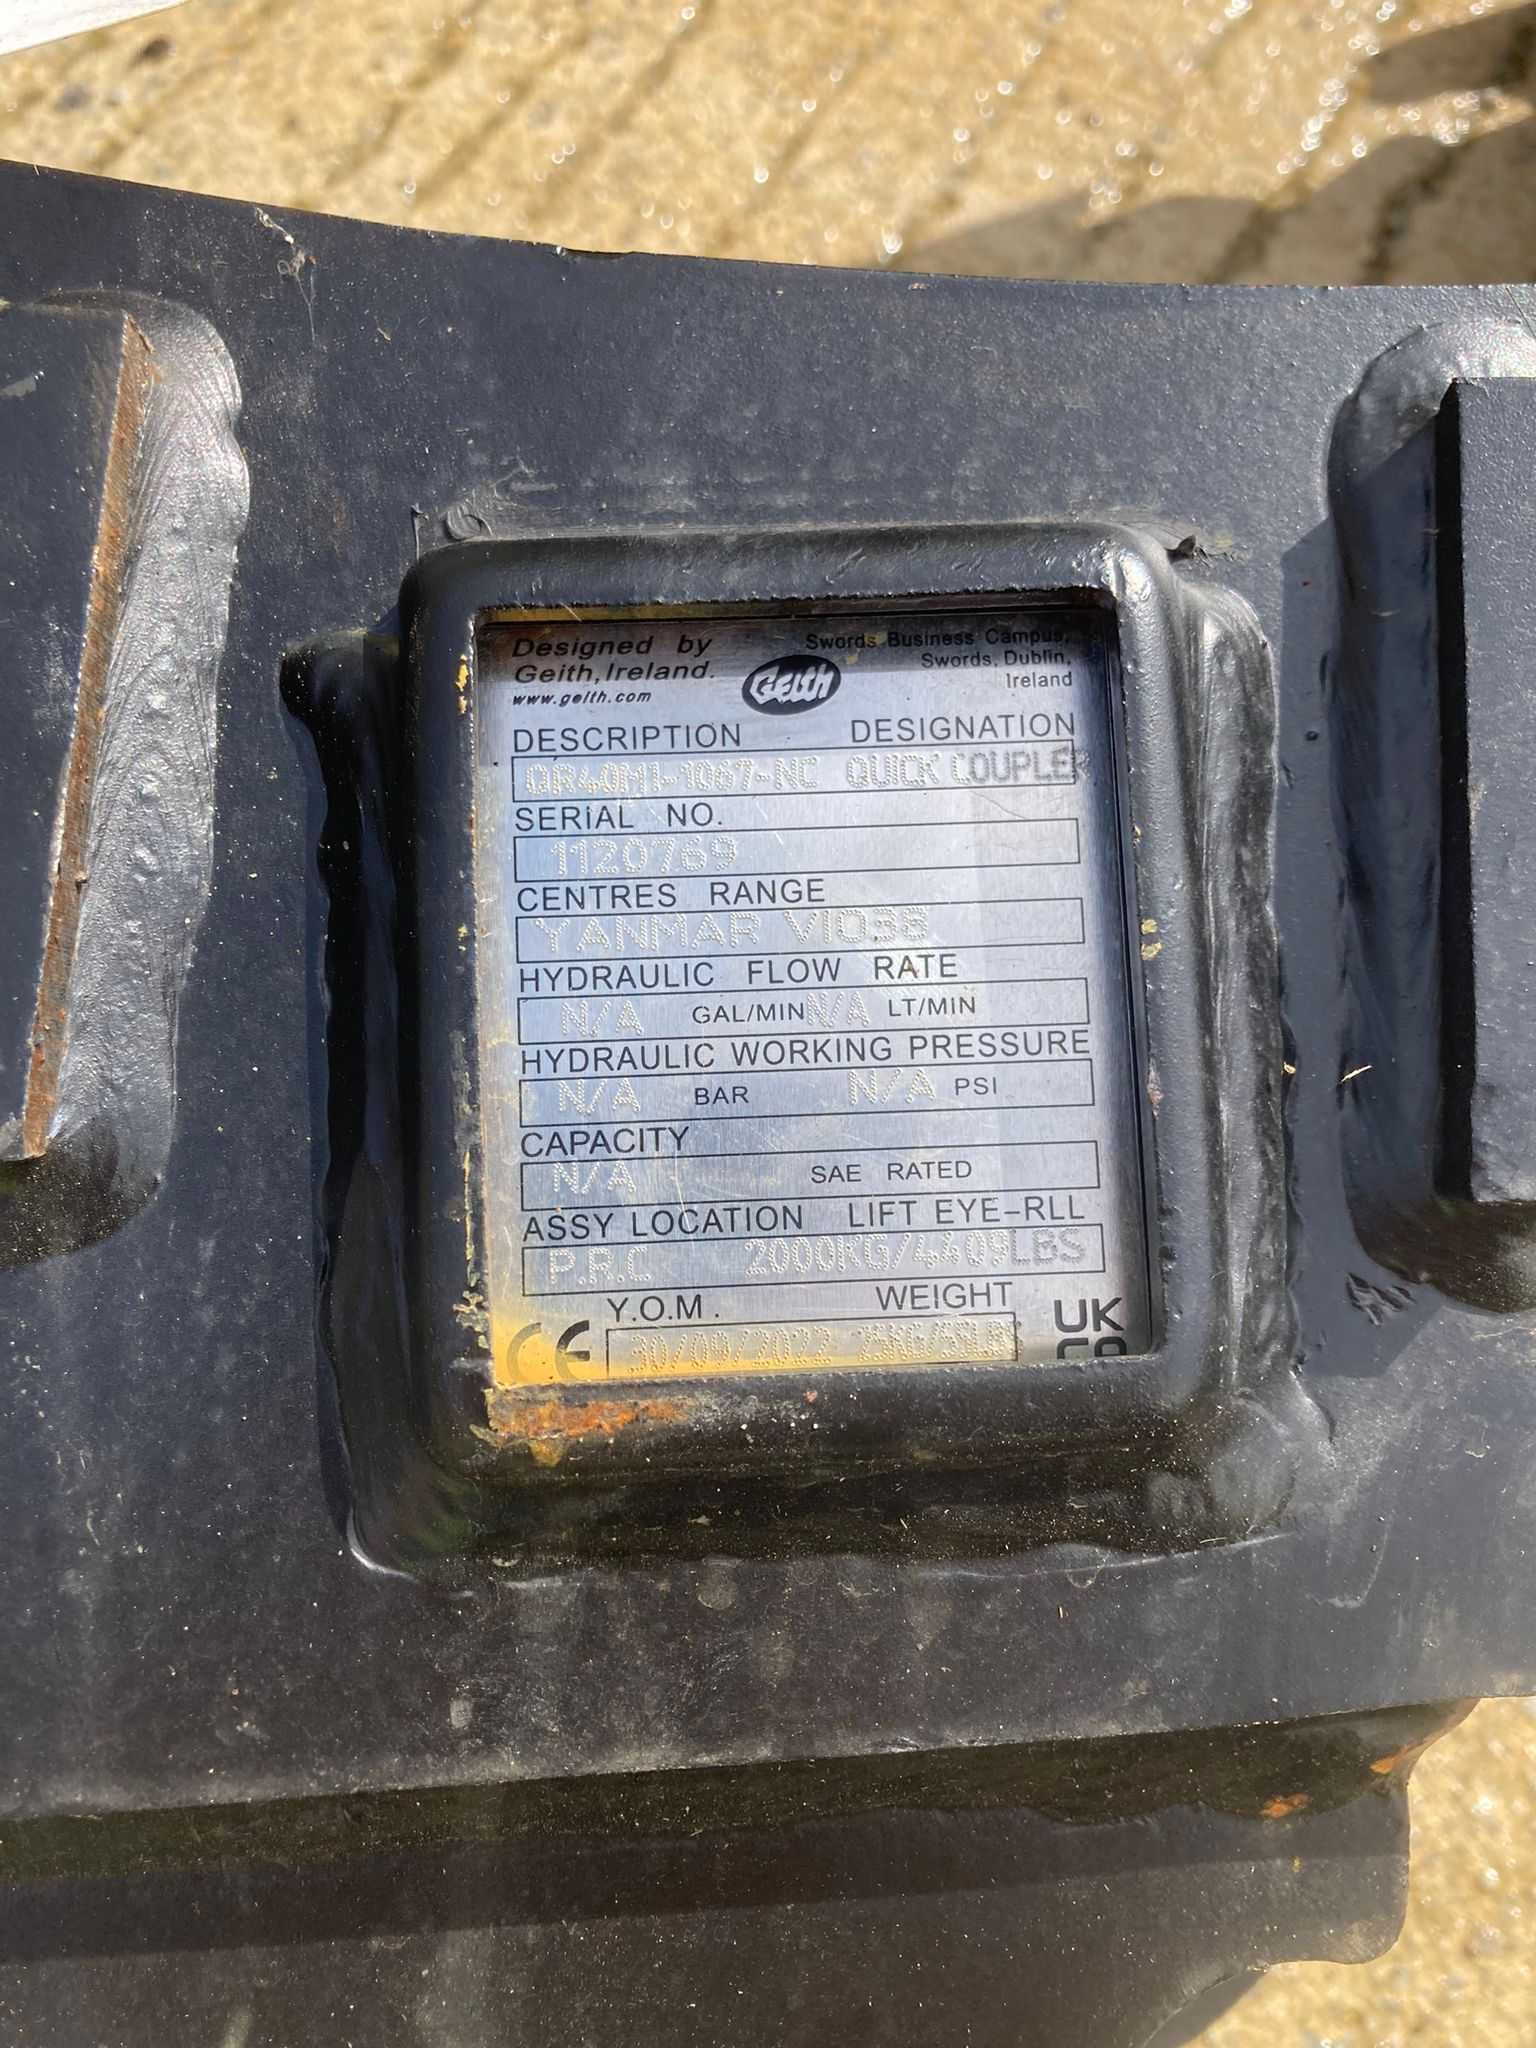 Designed by
Geith, Ireland.
www.geith.com
Geith
Swords Business Campus,
Swords, Dublin,
Ireland
DESCRIPTION DESIGNATION
QR40M1-1067-NC QUICK COUPLER
SERIAL NO.
1120769
CENTRES RANGE
YANMAR VIO38
HYDRAULIC FLOW RATE
N/A GAL/MIN N/A LT/MIN
HYDRAULIC WORKING PRESSURE
N/A BAR N/A PSI
CAPACITY
N/A SAE RATED
ASSY LOCATION LIFT EYE-RLL
P.R.C 2000KG/4409LBS
Y.O.M. WEIGHT
CE 30/09/2022 UK
CA